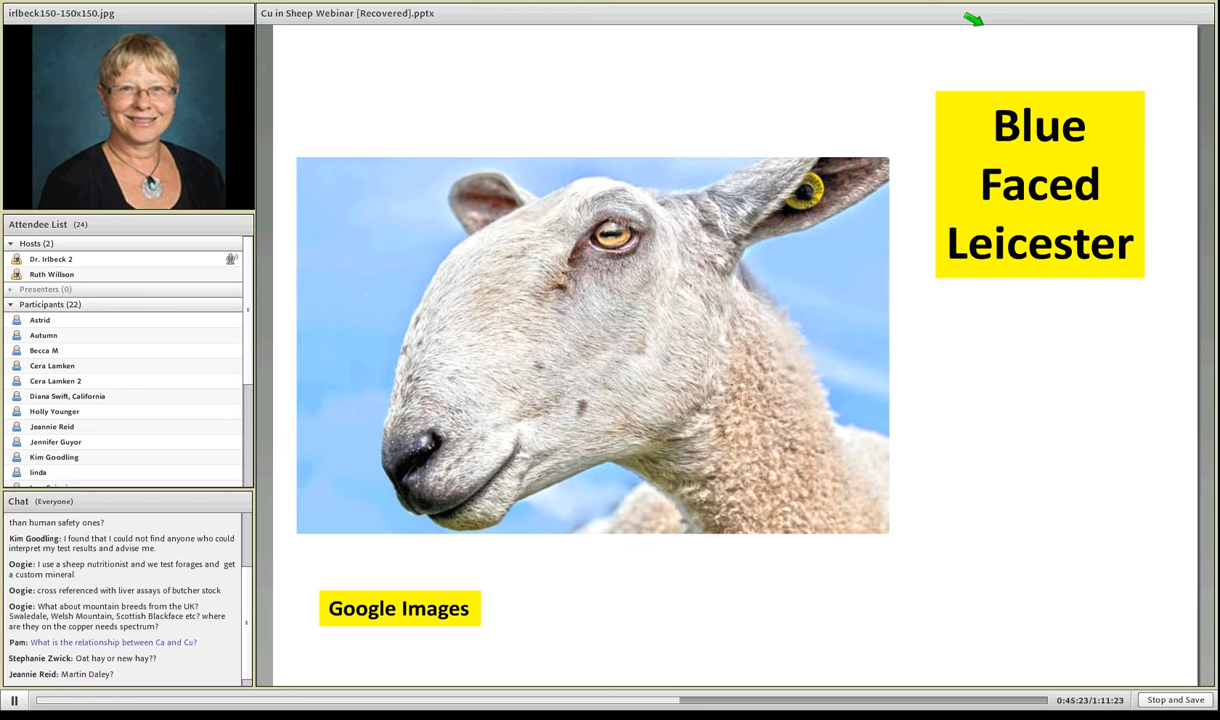 irlbeck150-150x150.jpg
Attendee List (24)
Hosts (2)
Dr. Irlbeck 2
Ruth Willson
Presenters (0)
Participants (22)
Astrid
Autumn
Becca M
Cera Lamken
Cera Lamken 2
Diana Swift, California
Holly Younger
Jeannie Reid
Jennifer Guyor
Kim Goodling
linda
Chat (Everyone)
than human safety ones?
Kim Goodling: I found that I could not find anyone who could
interpret my test results and advise me.
Oogie: I use a sheep nutritionist and we test forages and get
a custom mineral
Oogie: cross referenced with liver assays of butcher stock
Oogie: What about mountain breeds from the UK?
Swaledale, Welsh Mountain, Scottish Blackface etc? where
are they on the copper needs spectrum?
Pam: What is the relationship between Ca and Cu?
Stephanie Zwick: Oat hay or new hay??
Jeannie Reid: Martin Daley?
Cu in Sheep Webinar [Recovered].pptx
Blue
Faced
Leicester
Google Images
0:45:23/1:11:23
Stop and Save